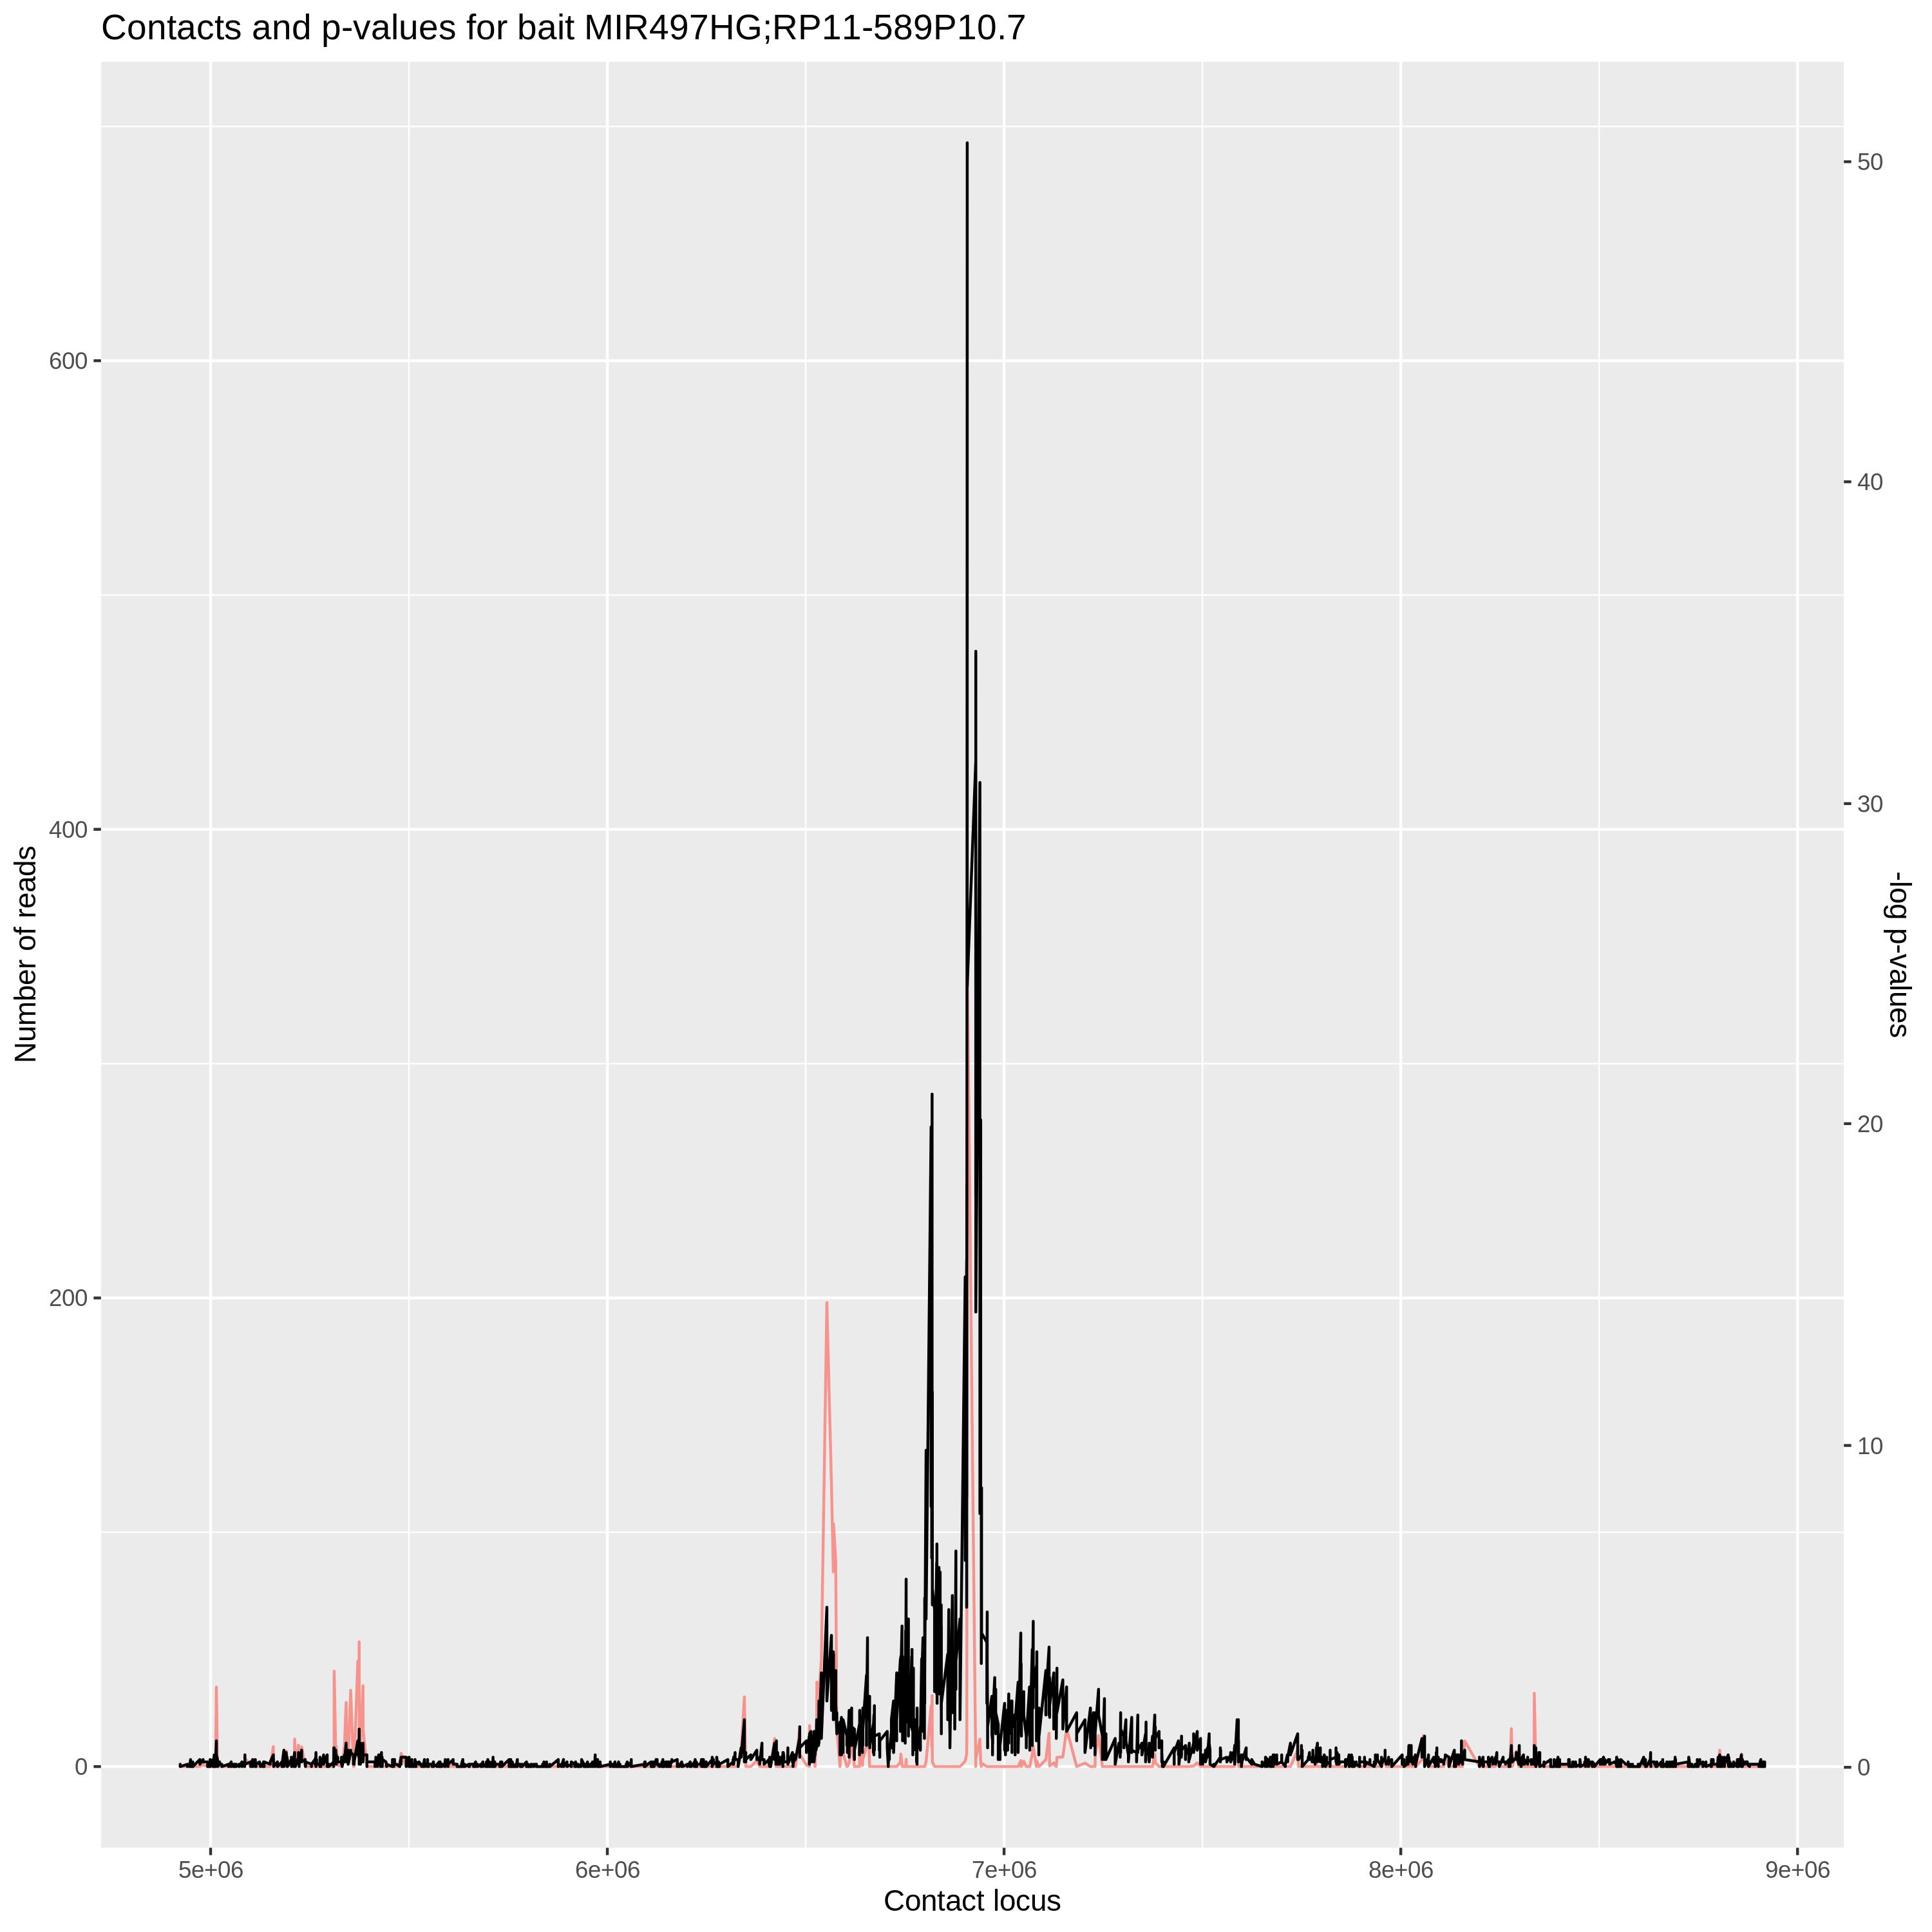 Contacts and p-values for bait MIR497HG;RP11-589P10.7
Number of reads
600
400
200
0
50
40
30
20
10
0
-log p-values
5e+06 6e+06 7e+06 8e+06 9e+06
Contact locus